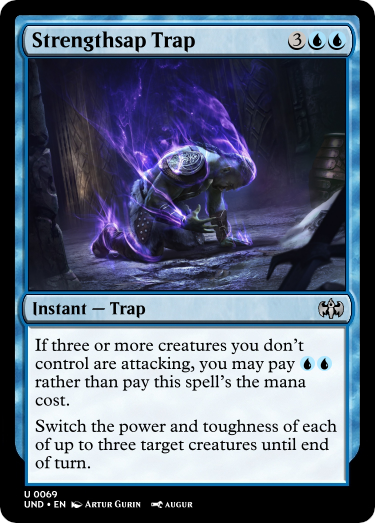 Strengthsap Trap 3
Instant — Trap
If three or more creatures you don't
control are attacking, you may pay
rather than pay this spell's the mana
cost.
Switch the power and toughness of each
of up to three target creatures until end
of turn.
U 0069
UND • EN Artur Gurin AUGUR